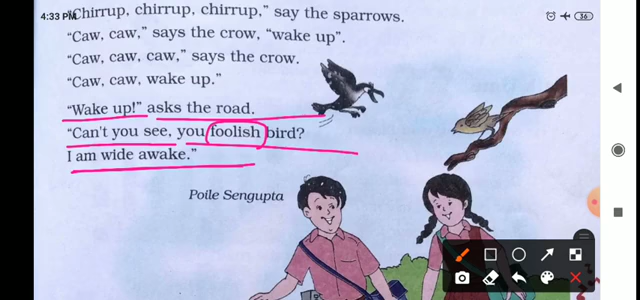 4:33 PM
36
"Chirrup, chirrup, chirrup," say the sparrows.
"Caw, caw," says the crow, "wake up".
"Caw, caw, caw," says the crow.
"Caw, caw, wake up."
"Wake up!" asks the road.
"Can't you see, you foolish bird?
I am wide awake."
Poile Sengupta